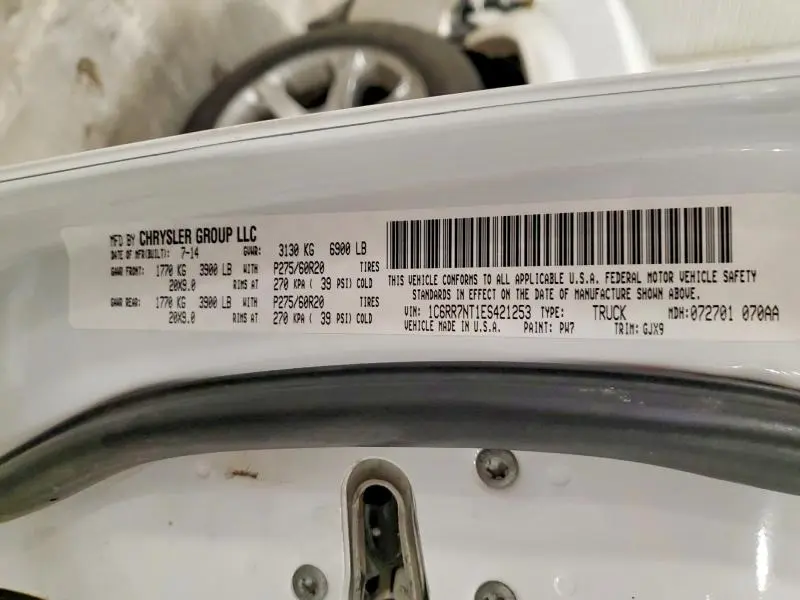 MFD BY CHRYSLER GROUP LLC
DATE OF MFR(BUILT): 7-14 GVWR: 3130 KG 6900 LB
GAWR FRONT: 1770 KG 3900 LB WITH P275/60R20 TIRES
20X9.0 RIMS AT 270 KPA ( 39 PSI) COLD
GAWR REAR: 1770 KG 3900 LB WITH P275/60R20 TIRES
20X9.0 RIMS AT 270 KPA ( 39 PSI) COLD
THIS VEHICLE CONFORMS TO ALL APPLICABLE U.S.A. FEDERAL MOTOR VEHICLE SAFETY
STANDARDS IN EFFECT ON THE DATE OF MANUFACTURE SHOWN ABOVE.
VIN: 1C6RR7NT1ES421253 TYPE: TRUCK MDH: 072701 070AA
VEHICLE MADE IN U.S.A. PAINT: PW7 TRIM: GJX9